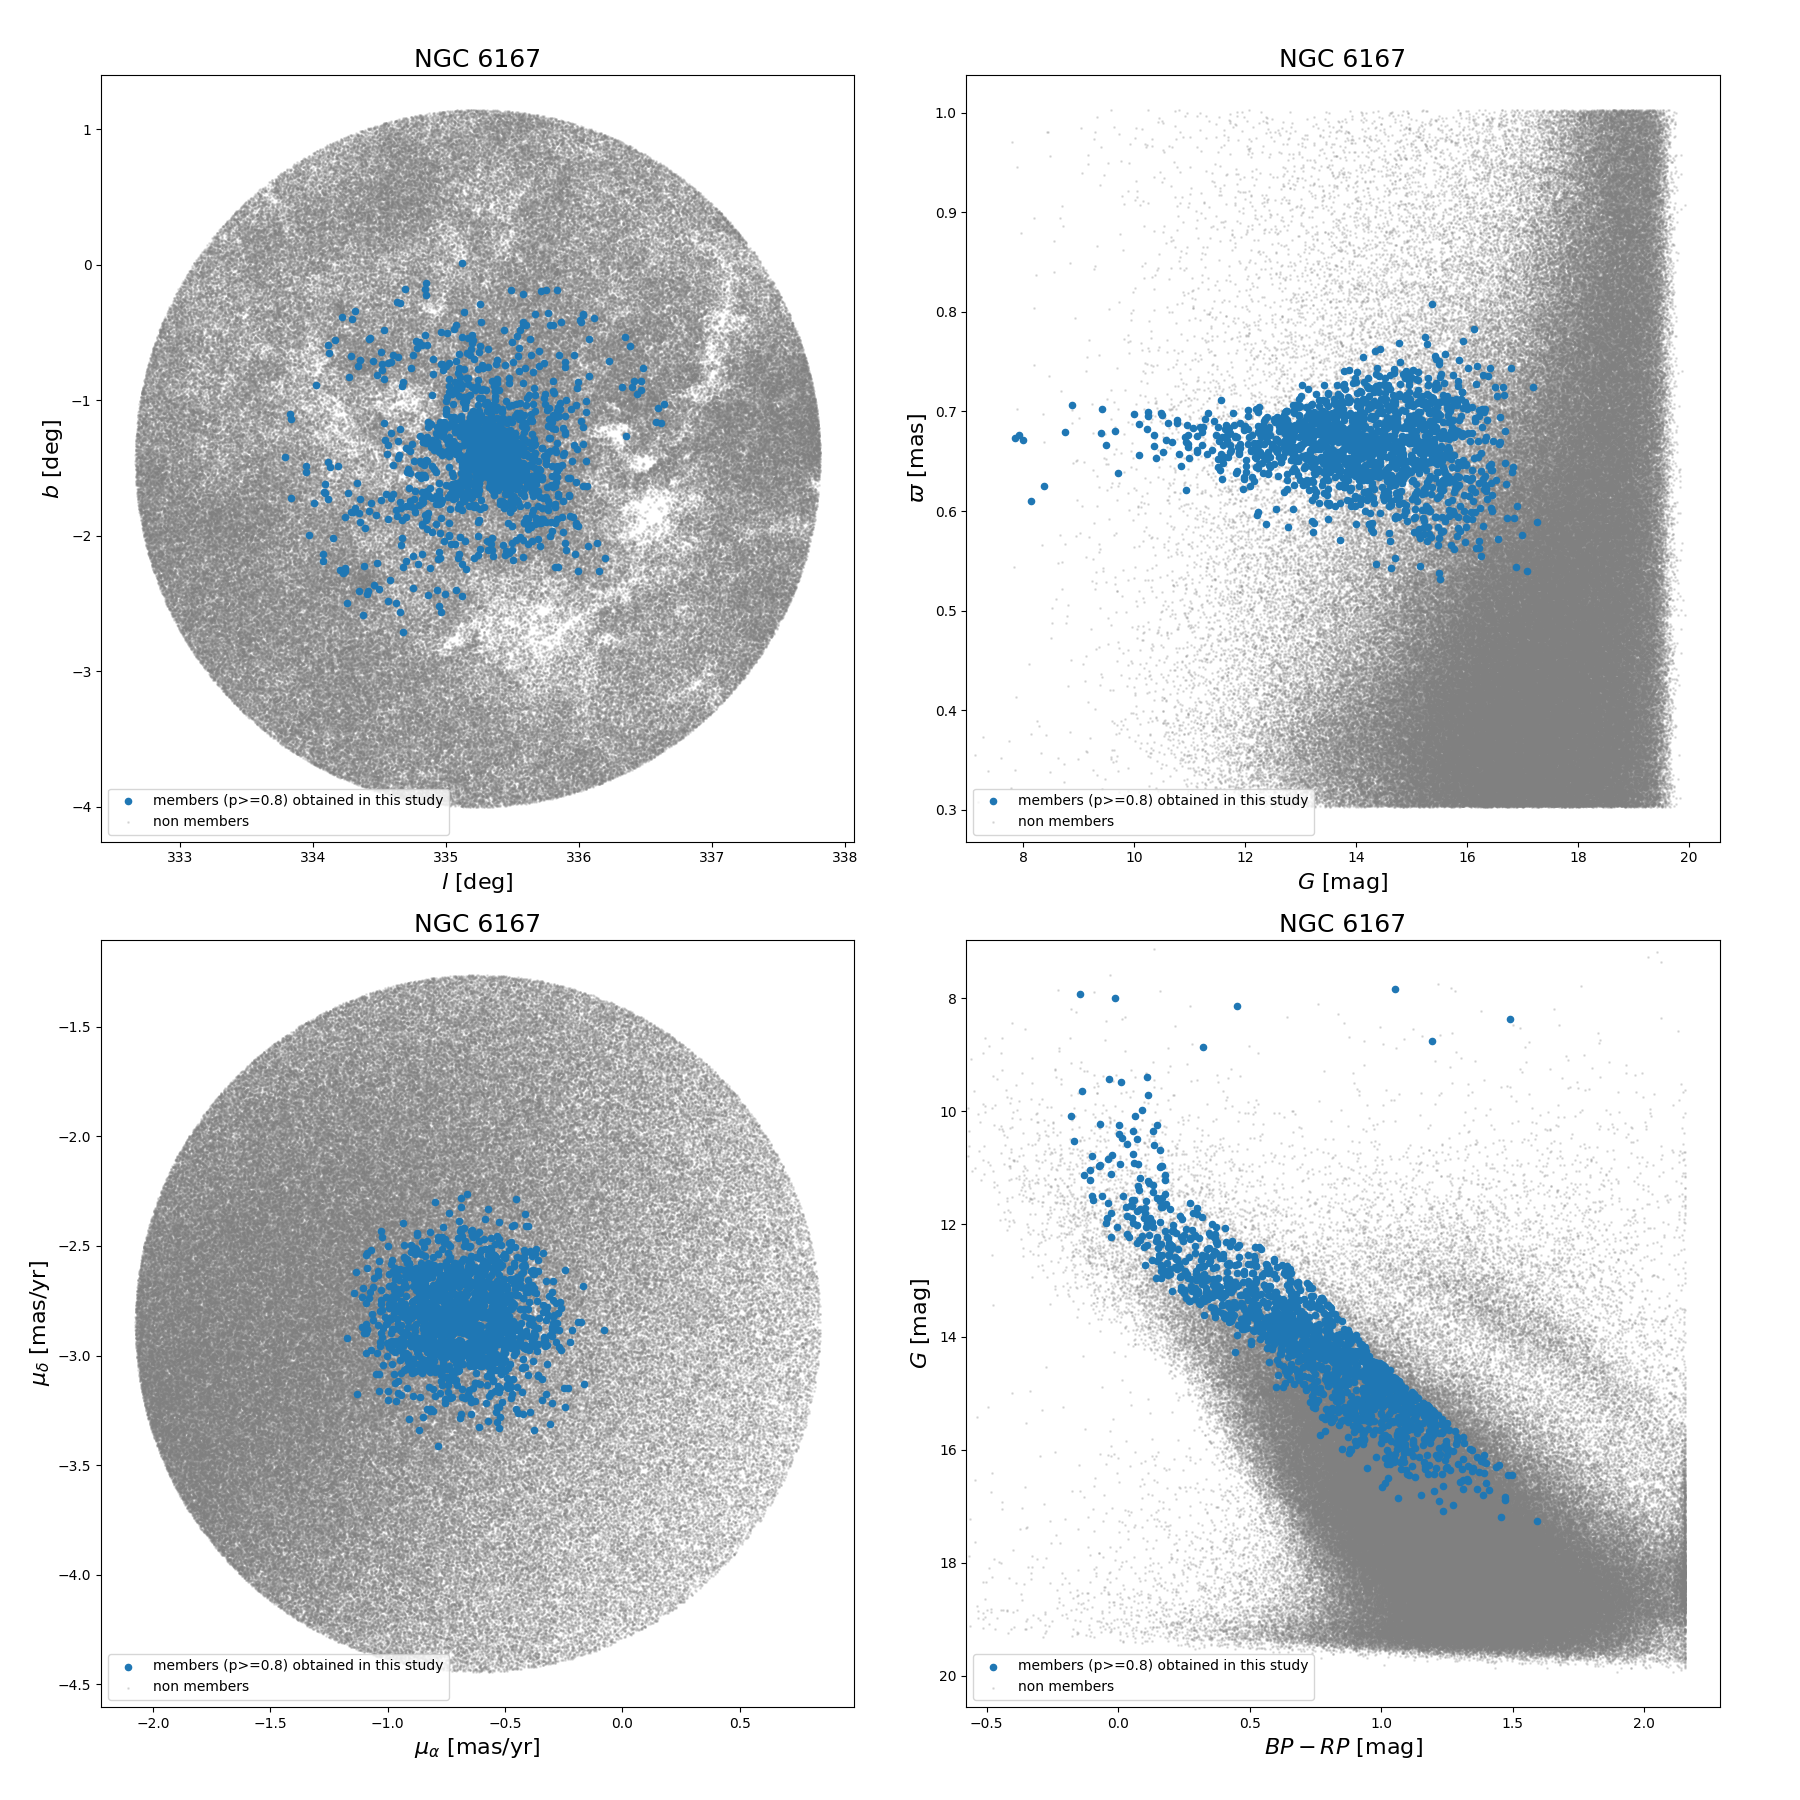 NGC 6167
1
0
−1
−2
−3
−4
b [deg]
members (p>=0.8) obtained in this study
non members
333 334 335 336 337 338
l [deg]
NGC 6167
1.0
0.9
0.8
0.7
0.6
0.5
0.4
0.3
ϖ [mas]
members (p>=0.8) obtained in this study
non members
8 10 12 14 16 18 20
G [mag]
NGC 6167
−1.5
−2.0
−2.5
−3.0
−3.5
−4.0
−4.5
μδ [mas/yr]
members (p>=0.8) obtained in this study
non members
−2.0 −1.5 −1.0 −0.5 0.0 0.5
μα [mas/yr]
NGC 6167
8
10
12
14
16
18
20
G [mag]
members (p>=0.8) obtained in this study
non members
−0.5 0.0 0.5 1.0 1.5 2.0
BP − RP [mag]